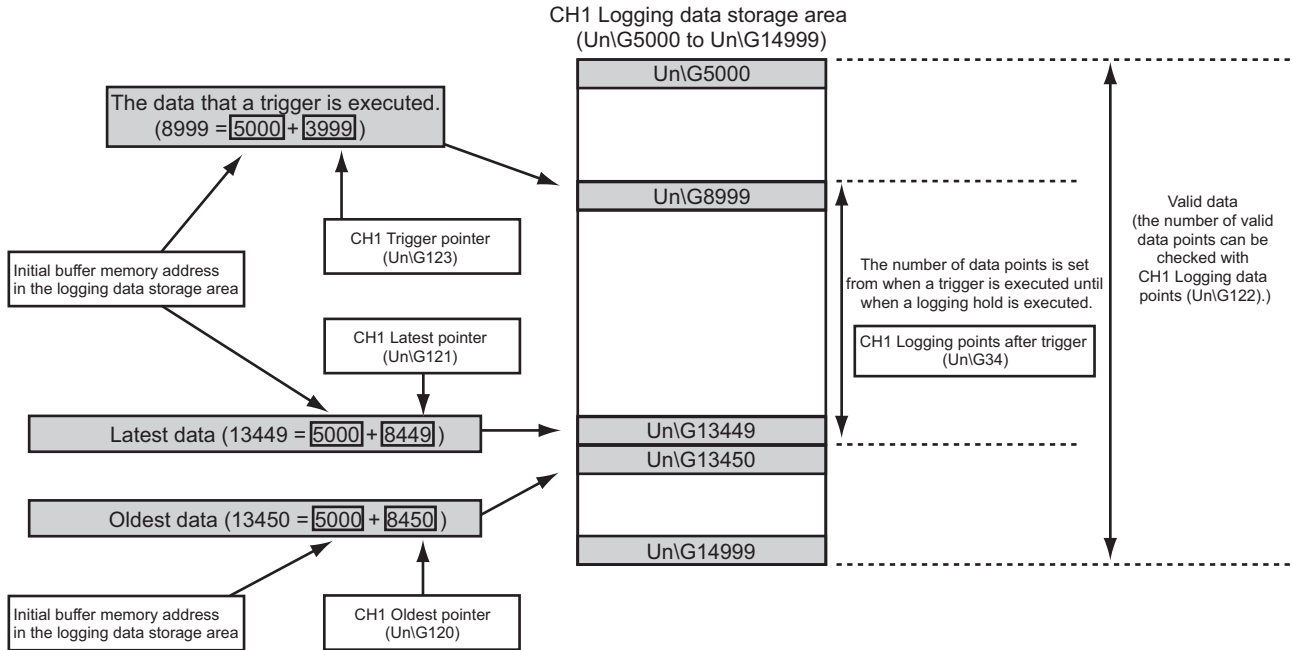 CH1 Logging data storage area
(Un\G5000 to Un\G14999)
Un\G5000
The data that a trigger is executed.
(8999 = 5000 + 3999 )
Un\G8999
CH1 Trigger pointer
(Un\G123)
Initial buffer memory address
in the logging data storage area
Valid data
(the number of valid
data points can be
checked with
CH1 Logging data
points (Un\G122).)
The number of data points is set
from when a trigger is executed until
when a logging hold is executed.
CH1 Logging points after trigger
(Un\G34)
CH1 Latest pointer
(Un\G121)
Latest data (13449 = 5000 + 8449 )
Un\G13449
Un\G13450
Oldest data (13450 = 5000 + 8450 )
Un\G14999
Initial buffer memory address
in the logging data storage area
CH1 Oldest pointer
(Un\G120)